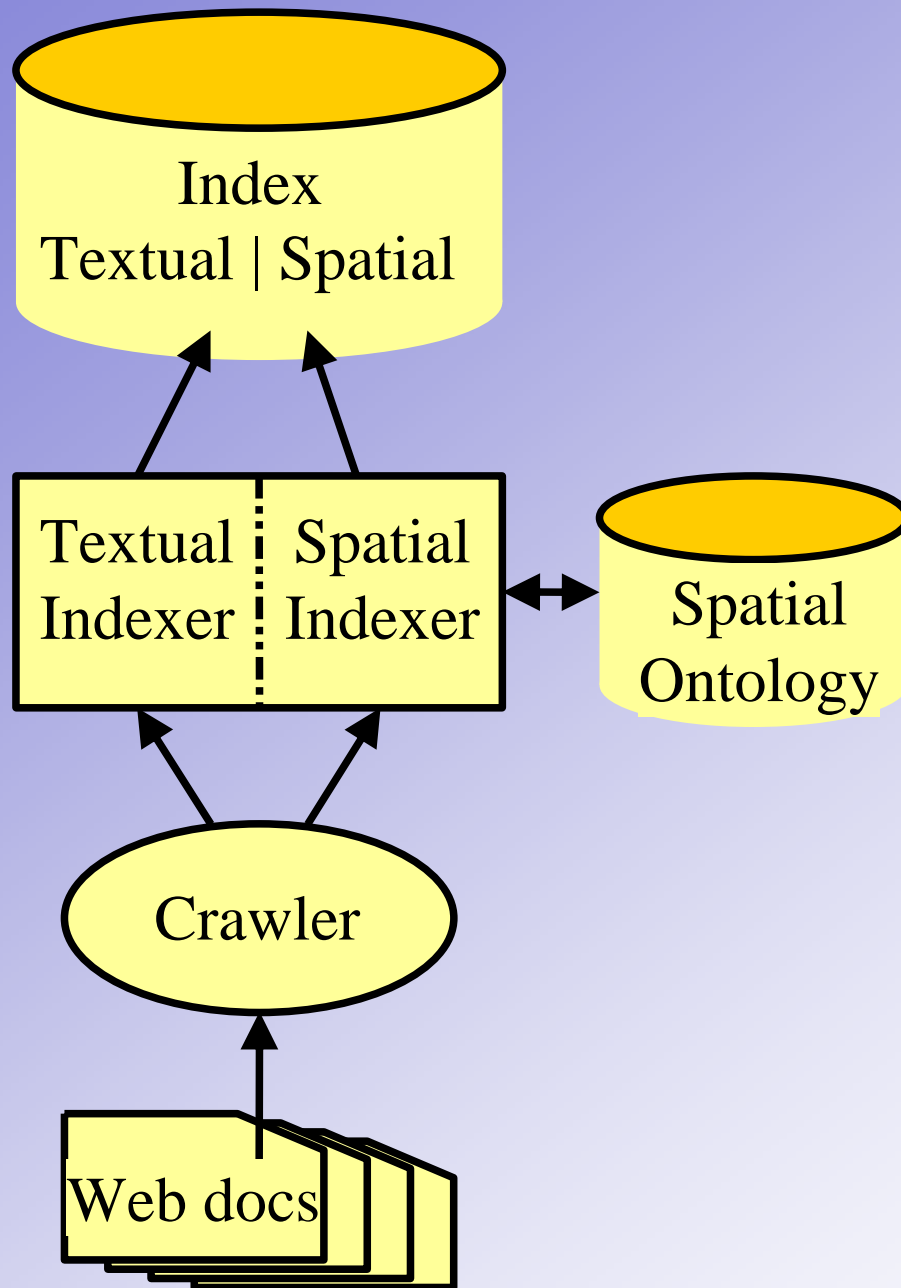 Index
Textual | Spatial
Textual
Indexer
Spatial
Indexer
Spatial
Ontology
Crawler
Web docs